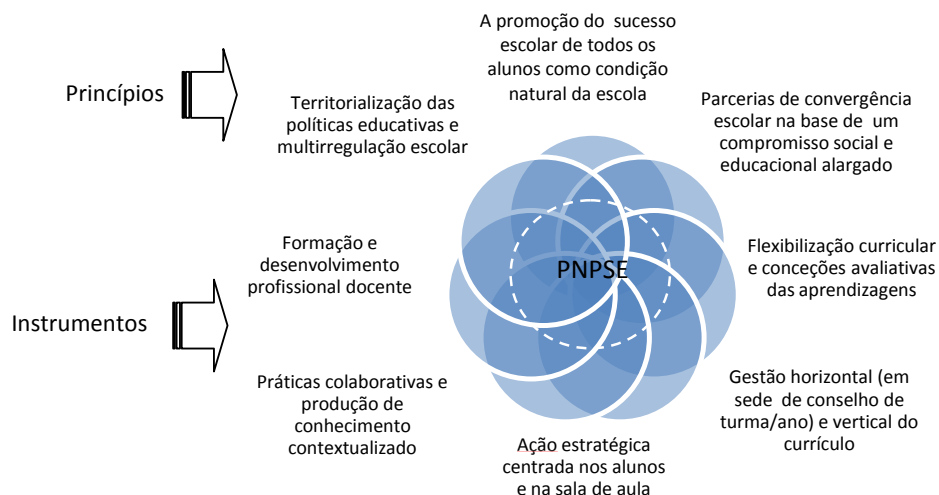 Princípios
A promoção do sucesso
escolar de todos os
alunos como condição
natural da escola
Territorialização das
políticas educativas e
multirregulação escolar
Parcerias de convergência
escolar na base de um
compromisso social e
educacional alargado
Instrumentos
Formação e
desenvolvimento
profissional docente
PNPSE
Flexibilização curricular
e conceções avaliativas
das aprendizagens
Práticas colaborativas e
produção de
conhecimento
contextualizado
Ação estratégica
centrada nos alunos
e na sala de aula
Gestão horizontal (em
sede de conselho de
turma/ano) e vertical do
currículo